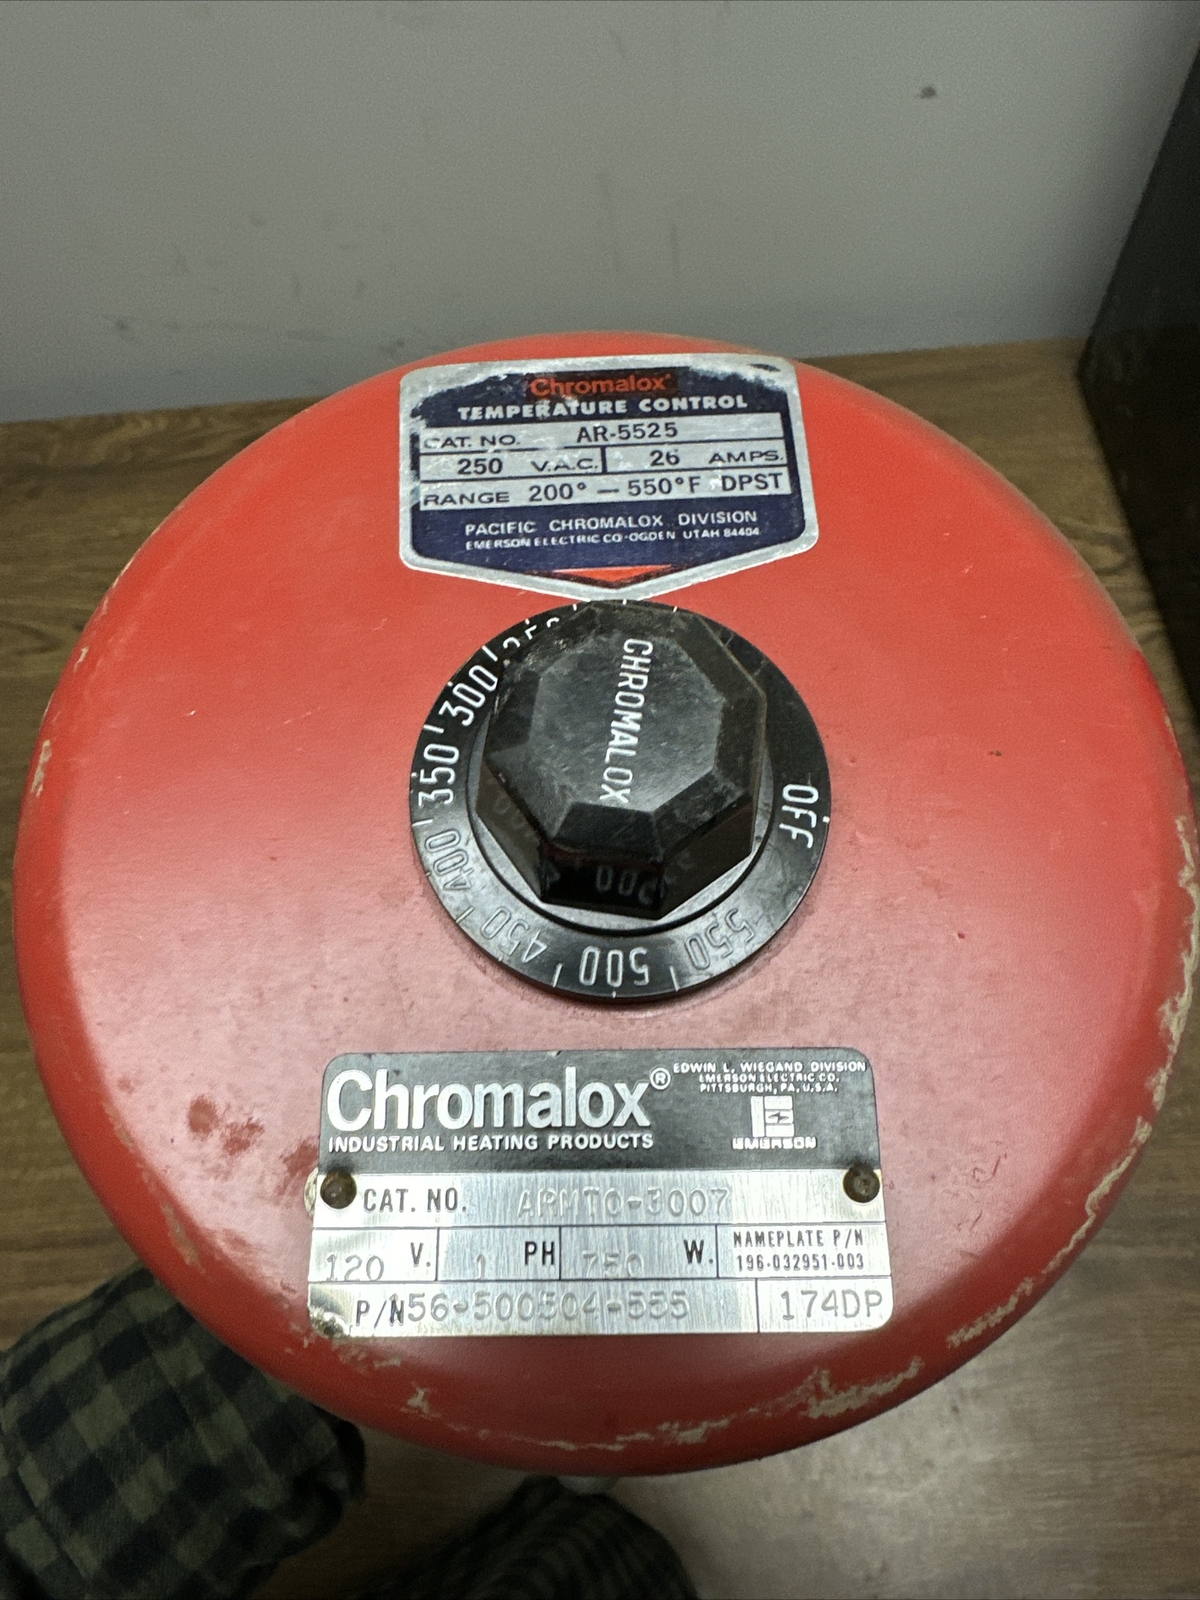 Chromalox®
TEMPERATURE CONTROL
CAT. NO. AR-5525
250 V.A.C. 26 AMPS.
RANGE 200° — 550°F DPST
PACIFIC CHROMALOX DIVISION
EMERSON ELECTRIC CO·OGDEN UTAH 84404
CHROMALOX
OFF
250
300
350
400
450
500
550
Chromalox® EDWIN L. WIEGAND DIVISION
EMERSON ELECTRIC CO.
PITTSBURGH, PA, U.S.A.
INDUSTRIAL HEATING PRODUCTS EMERSON
CAT. NO. ARMTO-3007
120 V. 1 PH 750 W. NAMEPLATE P/N
196-032951-003
P/N 156-500504-555 174DP